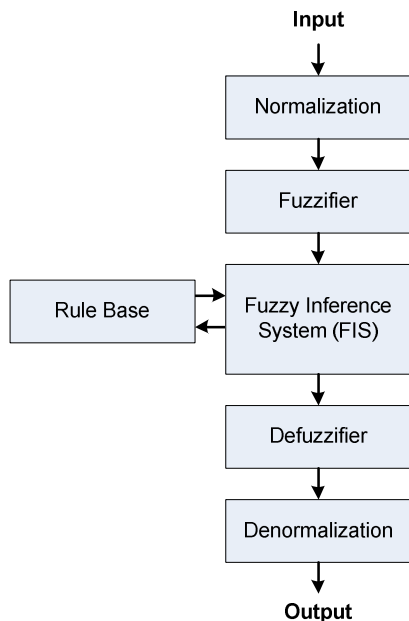 Input
Normalization
Fuzzifier
Rule Base
Fuzzy Inference
System (FIS)
Defuzzifier
Denormalization
Output